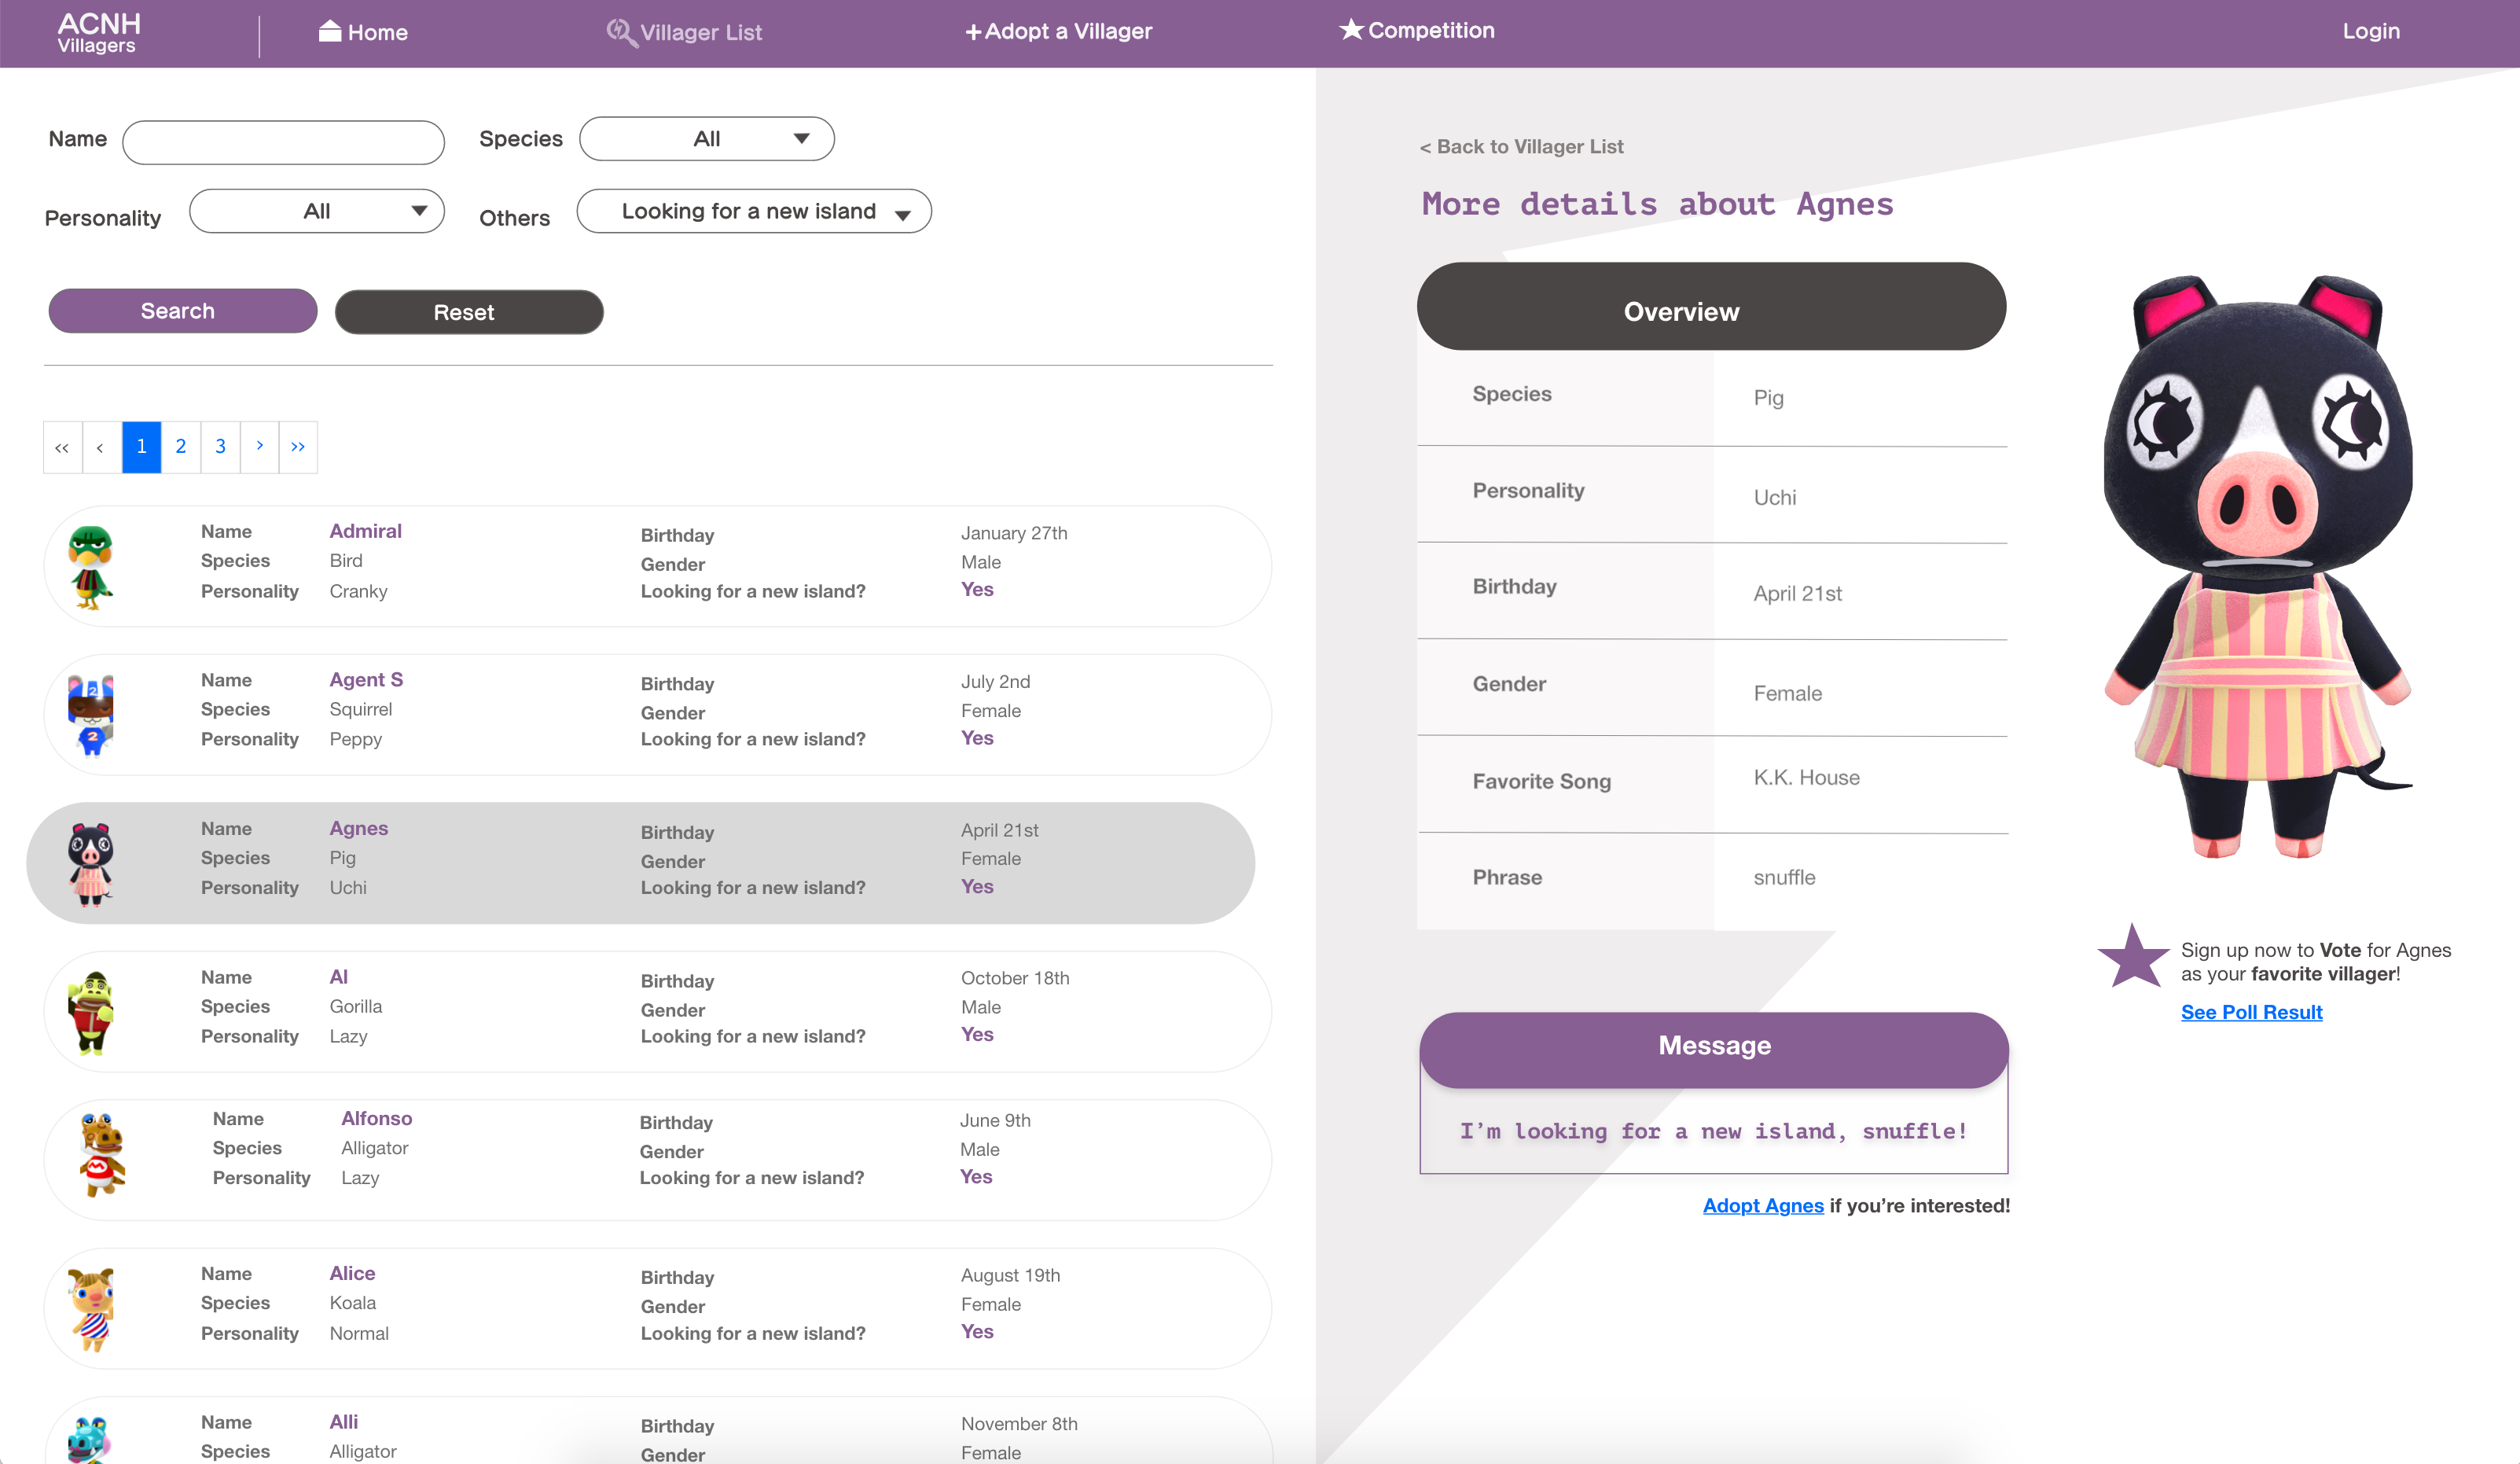 ACNH
Villagers
Home
Villager List
+Adopt a Villager
Competition
Login
Name
Species All
Personality All
Others Looking for a new island
Search
Reset
<< < 1 2 3 > >>
Name Admiral Birthday January 27th
Species Bird Gender Male
Personality Cranky Looking for a new island? Yes
2
2
Name Agent S Birthday July 2nd
Species Squirrel Gender Female
Personality Peppy Looking for a new island? Yes
Name Agnes Birthday April 21st
Species Pig Gender Female
Personality Uchi Looking for a new island? Yes
Name Al Birthday October 18th
Species Gorilla Gender Male
Personality Lazy Looking for a new island? Yes
Name Alfonso Birthday June 9th
Species Alligator Gender Male
Personality Lazy Looking for a new island? Yes
Name Alice Birthday August 19th
Species Koala Gender Female
Personality Normal Looking for a new island? Yes
Name Alli Birthday November 8th
Species Alligator Gender Female
< Back to Villager List
More details about Agnes
Overview
Species Pig
Personality Uchi
Birthday April 21st
Gender Female
Favorite Song K.K. House
Phrase snuffle
Message
I'm looking for a new island, snuffle!
Adopt Agnes if you're interested!
Sign up now to Vote for Agnes
as your favorite villager!
See Poll Result